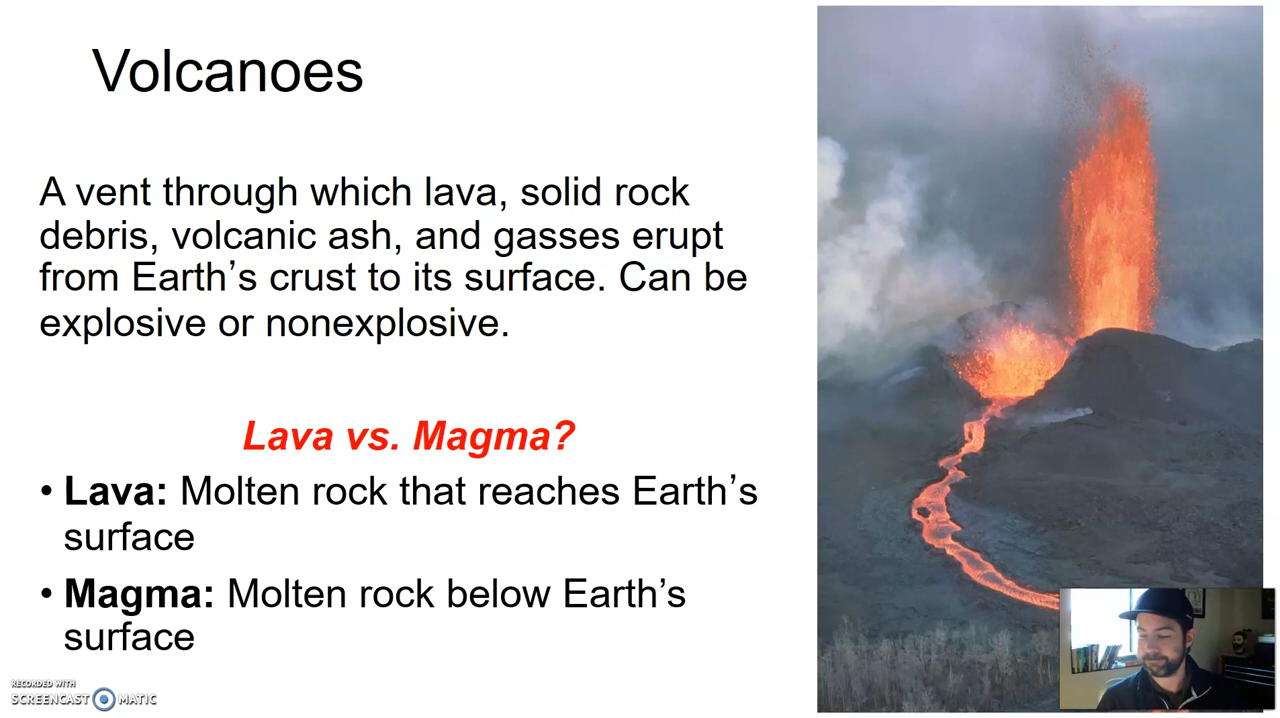 Volcanoes
A vent through which lava, solid rock
debris, volcanic ash, and gasses erupt
from Earth’s crust to its surface. Can be
explosive or nonexplosive.
Lava vs. Magma?
• Lava: Molten rock that reaches Earth’s
surface
• Magma: Molten rock below Earth’s
surface
RECORDED WITH
SCREENCAST MATIC